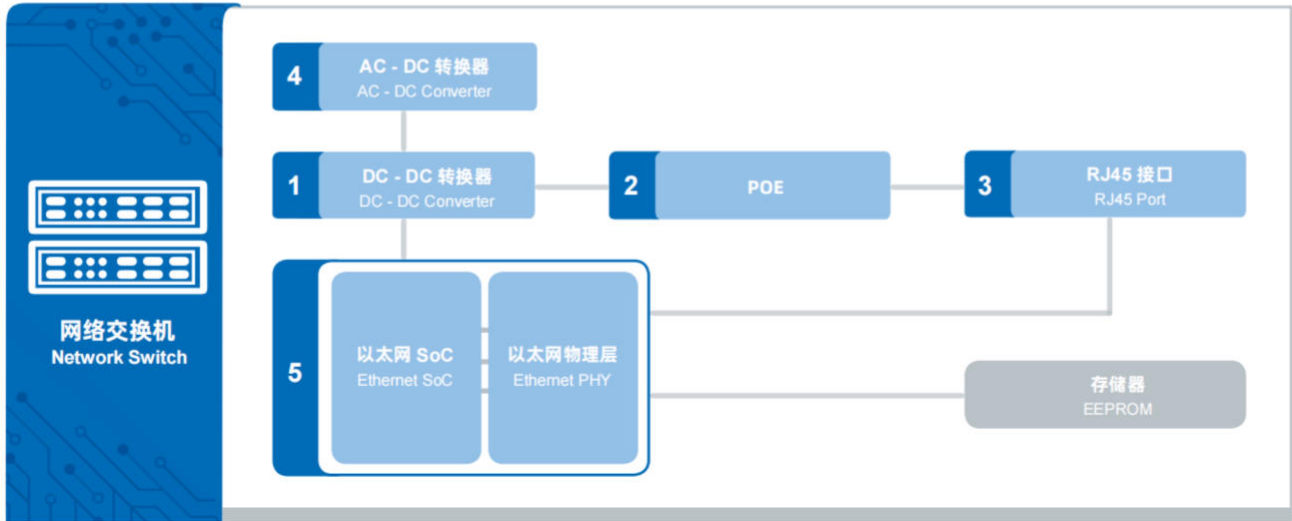 网络交换机
Network Switch
4
AC - DC 转换器
AC - DC Converter
1
DC - DC 转换器
DC - DC Converter
2
POE
3
RJ45 接口
RJ45 Port
5
以太网 SoC
Ethernet SoC
以太网物理层
Ethernet PHY
存储器
EEPROM